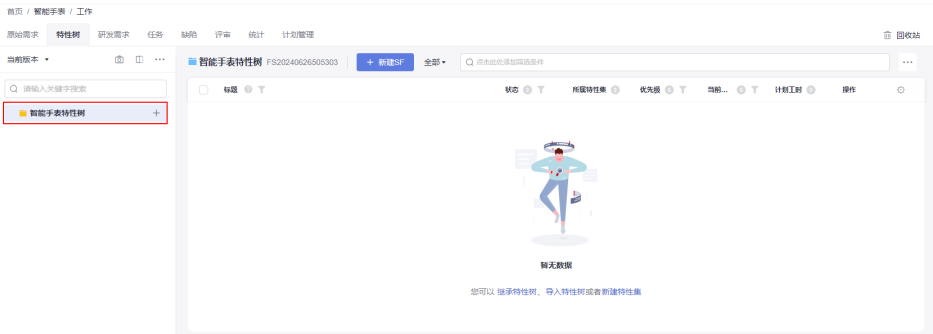 首页 / 智能手表 / 工作
原始需求 特性树 研发需求 任务 缺陷 评审 统计 计划管理 回收站
当前版本
智能手表特性树 FS20240626505303 + 新建SF 全部 点击此处添加筛选条件
请输入关键字搜索
标题 状态 所属特性集 优先级 当前... 计划工时 操作
智能手表特性树 +
暂无数据
您可以 继承特性树、导入特性树或者新建特性集